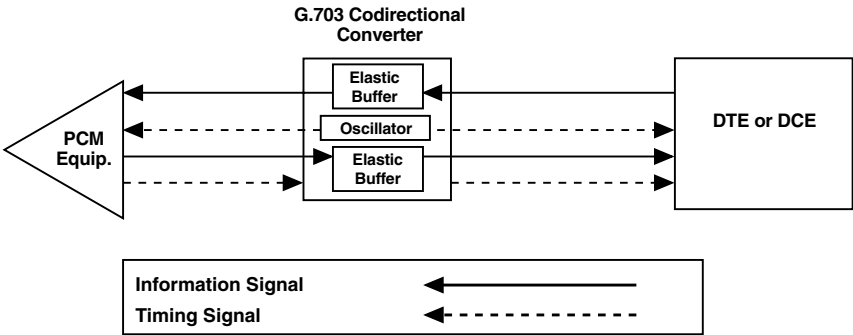 G.703 Codirectional
Converter
Elastic
Buffer
Oscillator
Elastic
Buffer
PCM
Equip.
DTE or DCE
Information Signal
Timing Signal